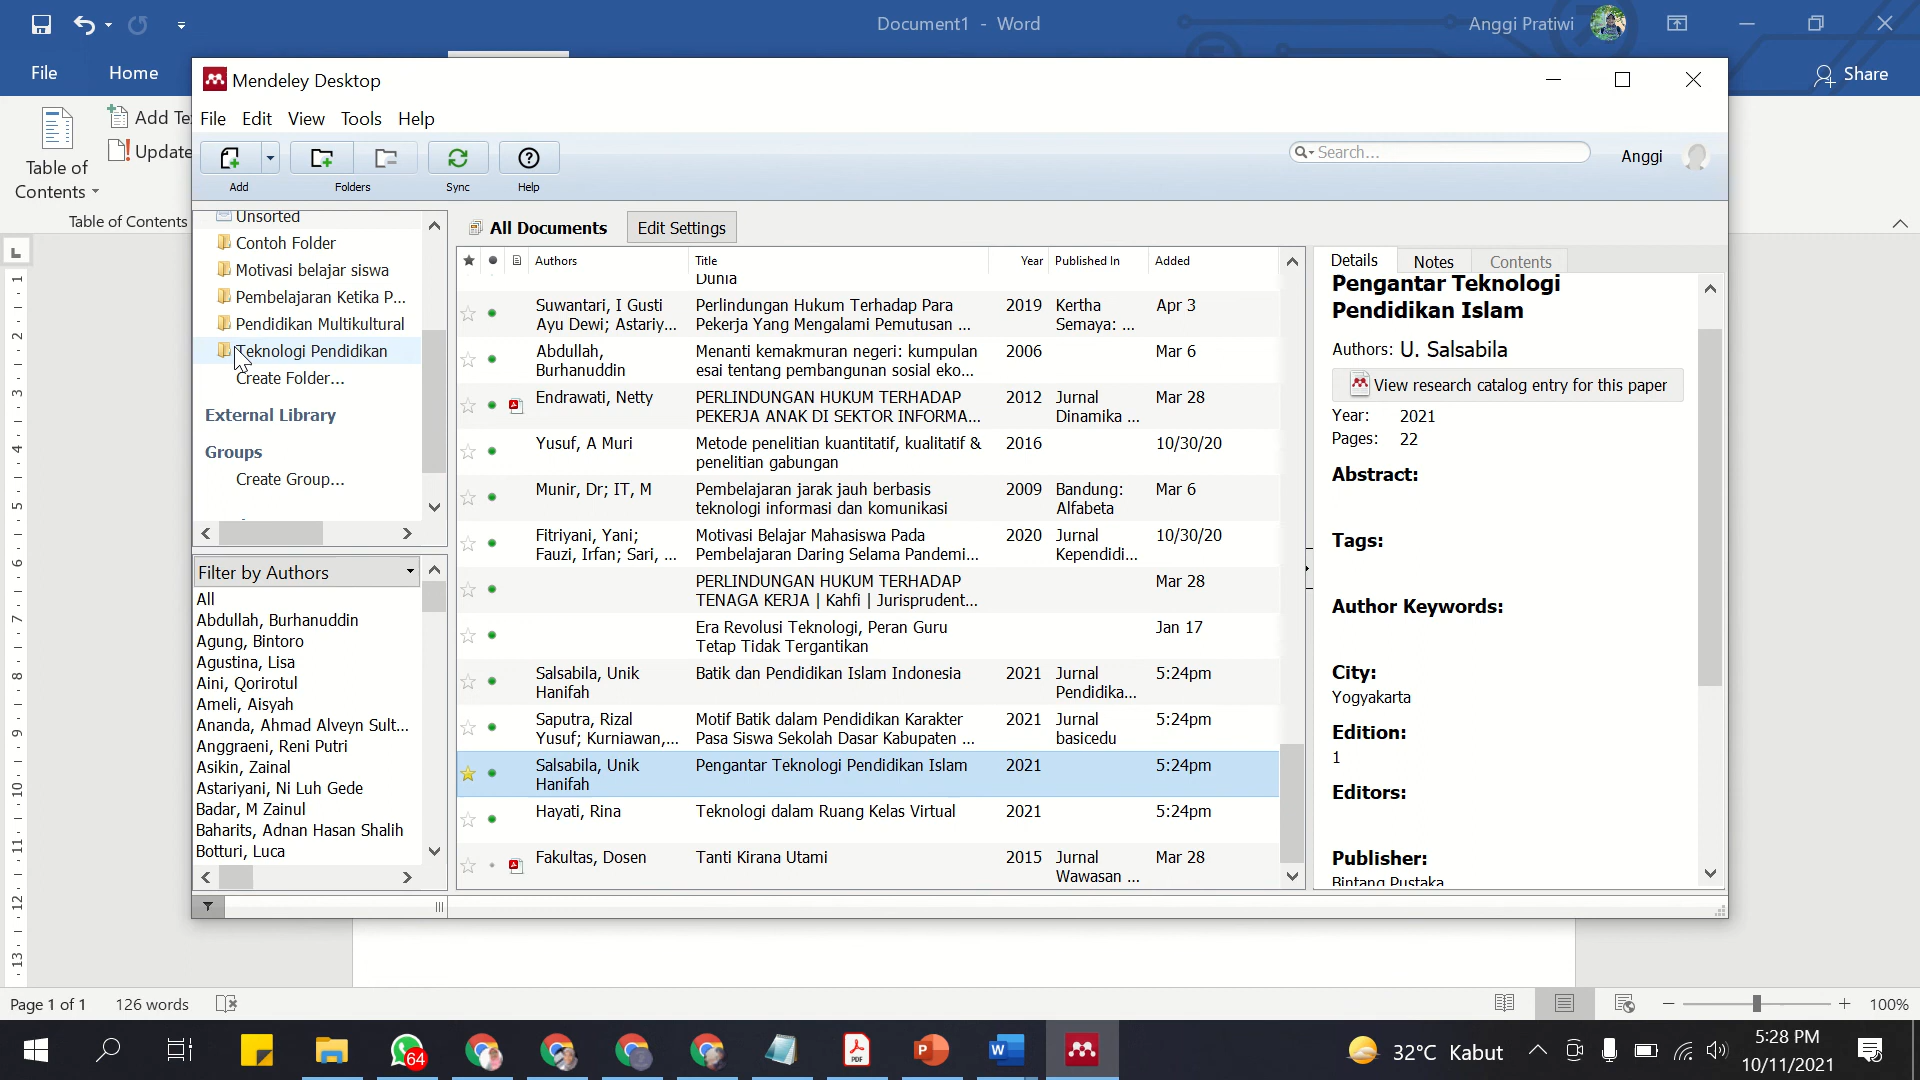 Document1 - Word
Anggi Pratiwi
File
Home
Share
Table of
Contents
Add Te
Update
Table of Contents
Mendeley Desktop
File Edit View Tools Help
Add
Folders
Sync
Help
Search...
Anggi
Unsorted
Contoh Folder
Motivasi belajar siswa
Pembelajaran Ketika P...
Pendidikan Multikultural
Teknologi Pendidikan
Create Folder...
External Library
Groups
Create Group...
Filter by Authors
All
Abdullah, Burhanuddin
Agung, Bintoro
Agustina, Lisa
Aini, Qorirotul
Ameli, Aisyah
Ananda, Ahmad Alveyn Sult...
Anggraeni, Reni Putri
Asikin, Zainal
Astariyani, Ni Luh Gede
Badar, M Zainul
Baharits, Adnan Hasan Shalih
Botturi, Luca
All Documents
Edit Settings
Authors Title Year Published In Added
Dunia
Suwantari, I Gusti Perlindungan Hukum Terhadap Para 2019 Kertha Apr 3
Ayu Dewi; Astariy... Pekerja Yang Mengalami Pemutusan ... Semaya: ...
Abdullah, Menanti kemakmuran negeri: kumpulan 2006 Mar 6
Burhanuddin esai tentang pembangunan sosial eko...
Endrawati, Netty PERLINDUNGAN HUKUM TERHADAP 2012 Jurnal Mar 28
PEKERJA ANAK DI SEKTOR INFORMA... Dinamika ...
Yusuf, A Muri Metode penelitian kuantitatif, kualitatif & 2016 10/30/20
penelitian gabungan
Munir, Dr; IT, M Pembelajaran jarak jauh berbasis 2009 Bandung: Mar 6
teknologi informasi dan komunikasi Alfabeta
Fitriyani, Yani; Motivasi Belajar Mahasiswa Pada 2020 Jurnal 10/30/20
Fauzi, Irfan; Sari, ... Pembelajaran Daring Selama Pandemi... Kependidi...
PERLINDUNGAN HUKUM TERHADAP Mar 28
TENAGA KERJA | Kahfi | Jurisprudent...
Era Revolusi Teknologi, Peran Guru Jan 17
Tetap Tidak Tergantikan
Salsabila, Unik Batik dan Pendidikan Islam Indonesia 2021 Jurnal 5:24pm
Hanifah Pendidika...
Saputra, Rizal Motif Batik dalam Pendidikan Karakter 2021 Jurnal 5:24pm
Yusuf; Kurniawan,... Pasa Siswa Sekolah Dasar Kabupaten ... basicedu
Salsabila, Unik Pengantar Teknologi Pendidikan Islam 2021 5:24pm
Hanifah
Hayati, Rina Teknologi dalam Ruang Kelas Virtual 2021 5:24pm
Fakultas, Dosen Tanti Kirana Utami 2015 Jurnal Mar 28
Wawasan ...
Details Notes Contents
Pengantar Teknologi
Pendidikan Islam
Authors: U. Salsabila
View research catalog entry for this paper
Year: 2021
Pages: 22
Abstract:
Tags:
Author Keywords:
City:
Yogyakarta
Edition:
1
Editors:
Publisher:
Bintang Pustaka
L
1
2
3
4
5
6
7
8
9
10
11
12
13
Page 1 of 1 126 words
100%
64
PDF
P
W
32°C Kabut
5:28 PM
10/11/2021